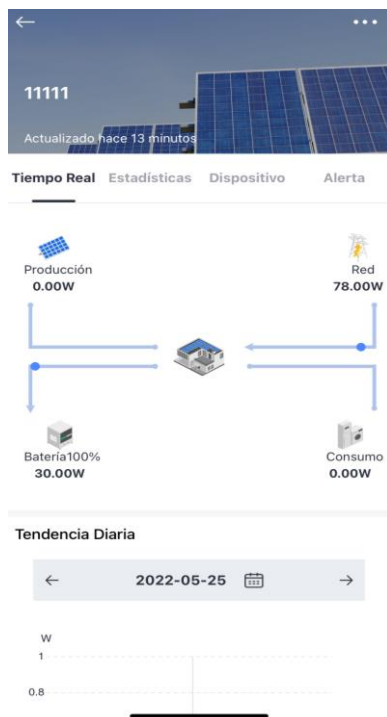 11111
Actualizado hace 13 minutos
Tiempo Real Estadísticas Dispositivo Alerta
Producción
0.00W
Red
78.00W
Batería100%
30.00W
Consumo
0.00W
Tendencia Diaria
2022-05-25
W
1
0.8